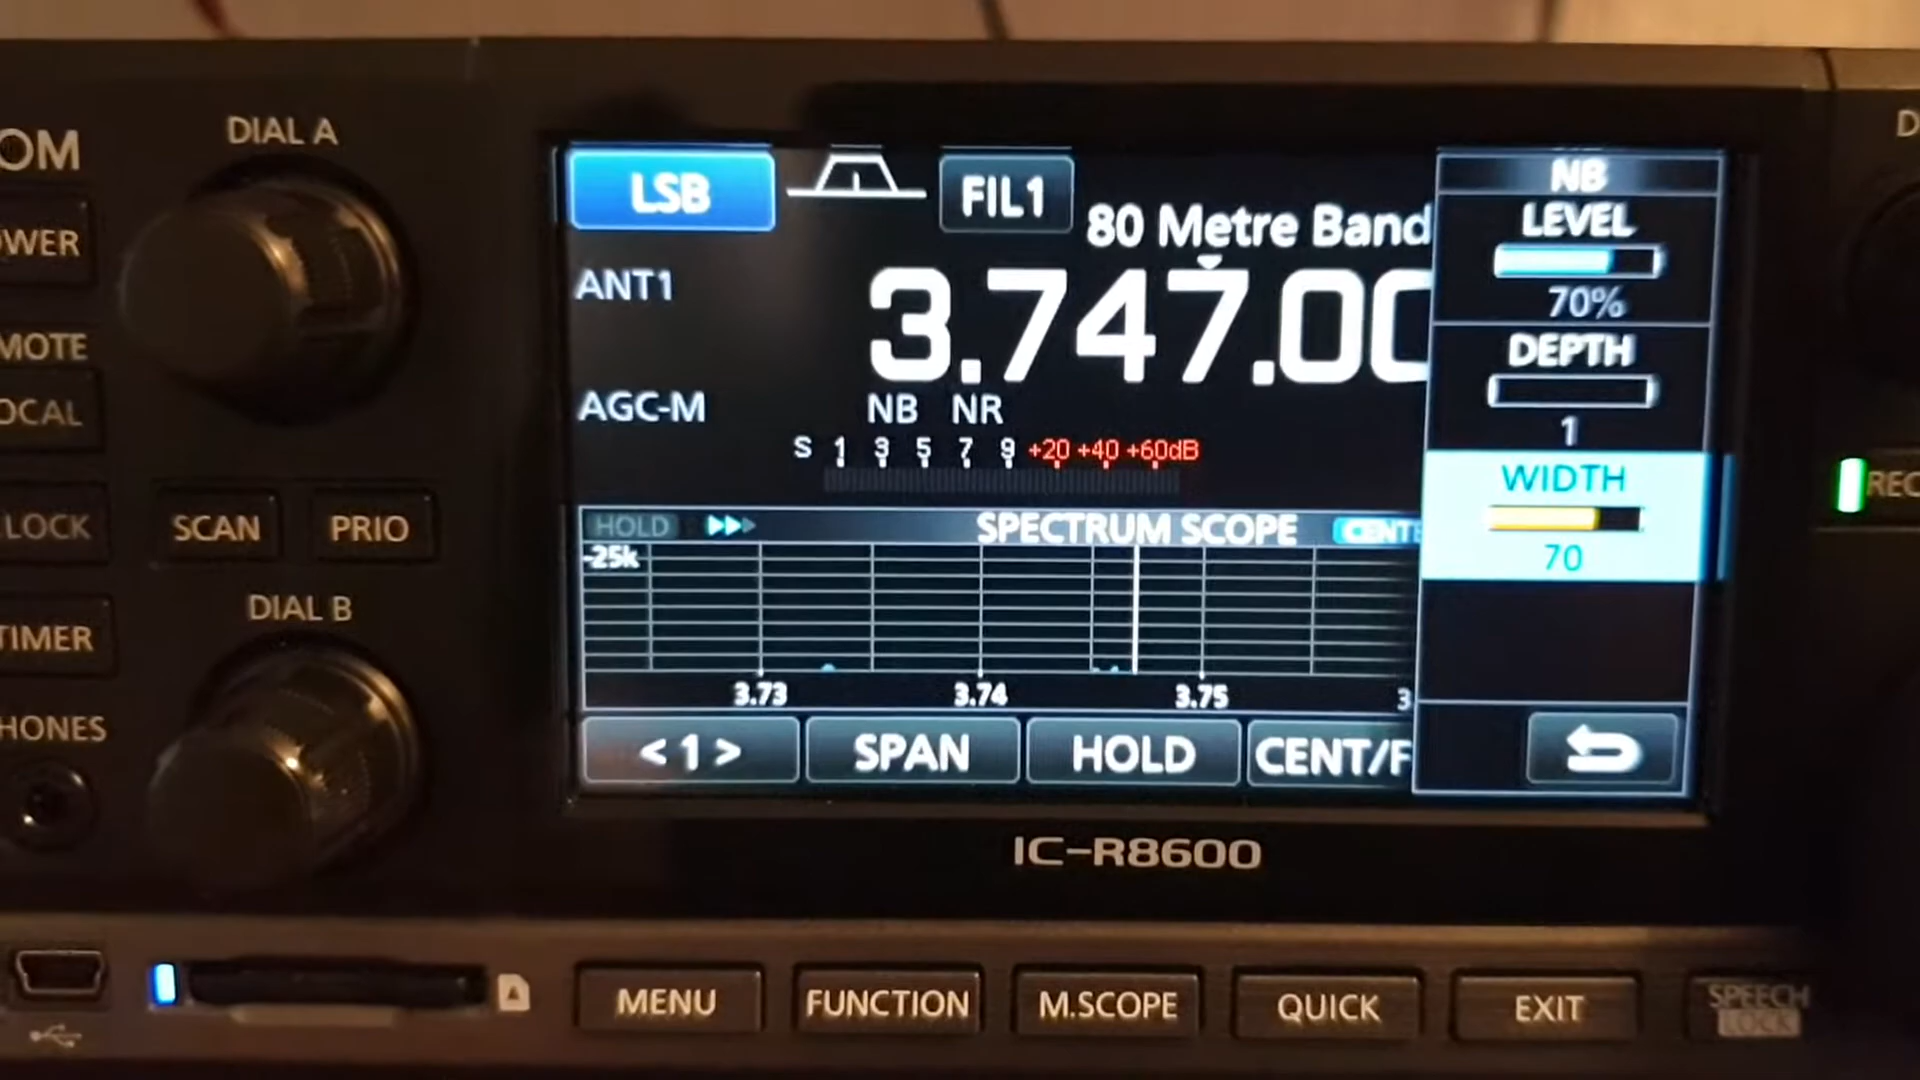 OM
DIAL A
OWER
MOTE
OCAL
LOCK
SCAN
PRIO
DIAL B
TIMER
HONES
LSB
FIL1
80 Metre Band
ANT1
3.747.00
AGC-M
NB NR
S 1 3 5 7 9 +20 +40 +60dB
HOLD
SPECTRUM SCOPE
CENTE
-25k
3.73 3.74 3.75 3
< 1 >
SPAN
HOLD
CENT/F
NB
LEVEL
70%
DEPTH
1
WIDTH
70
D
REC
IC-R8600
MENU
FUNCTION
M.SCOPE
QUICK
EXIT
SPEECH
LOCK